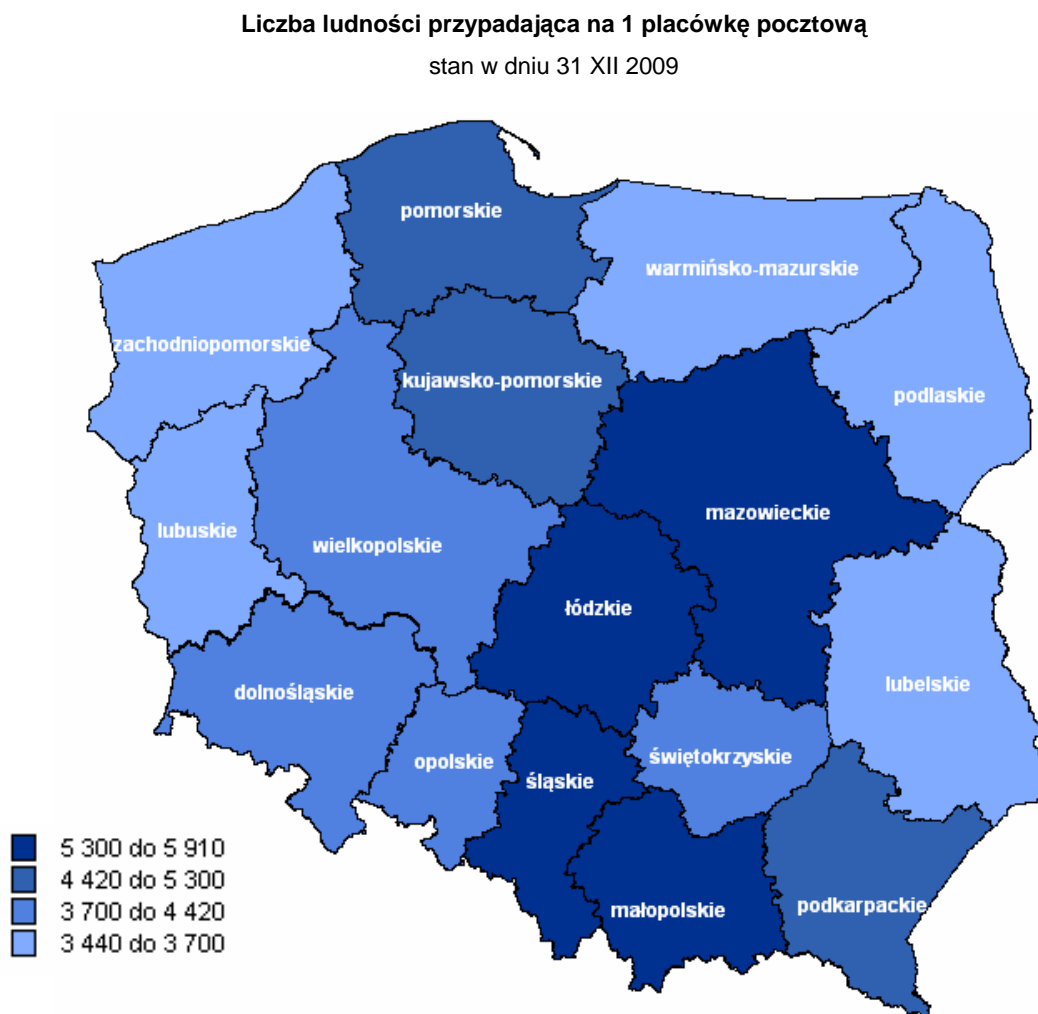 Liczba ludności przypadająca na 1 placówkę pocztową
stan w dniu 31 XII 2009
pomorskie
warmińsko-mazurskie
zachodniopomorskie
kujawsko-pomorskie
podlaskie
mazowieckie
lubuskie
wielkopolskie
łódzkie
lubelskie
dolnośląskie
opolskie
śląskie
świętokrzyskie
małopolskie
podkarpackie
5 300 do 5 910
4 420 do 5 300
3 700 do 4 420
3 440 do 3 700